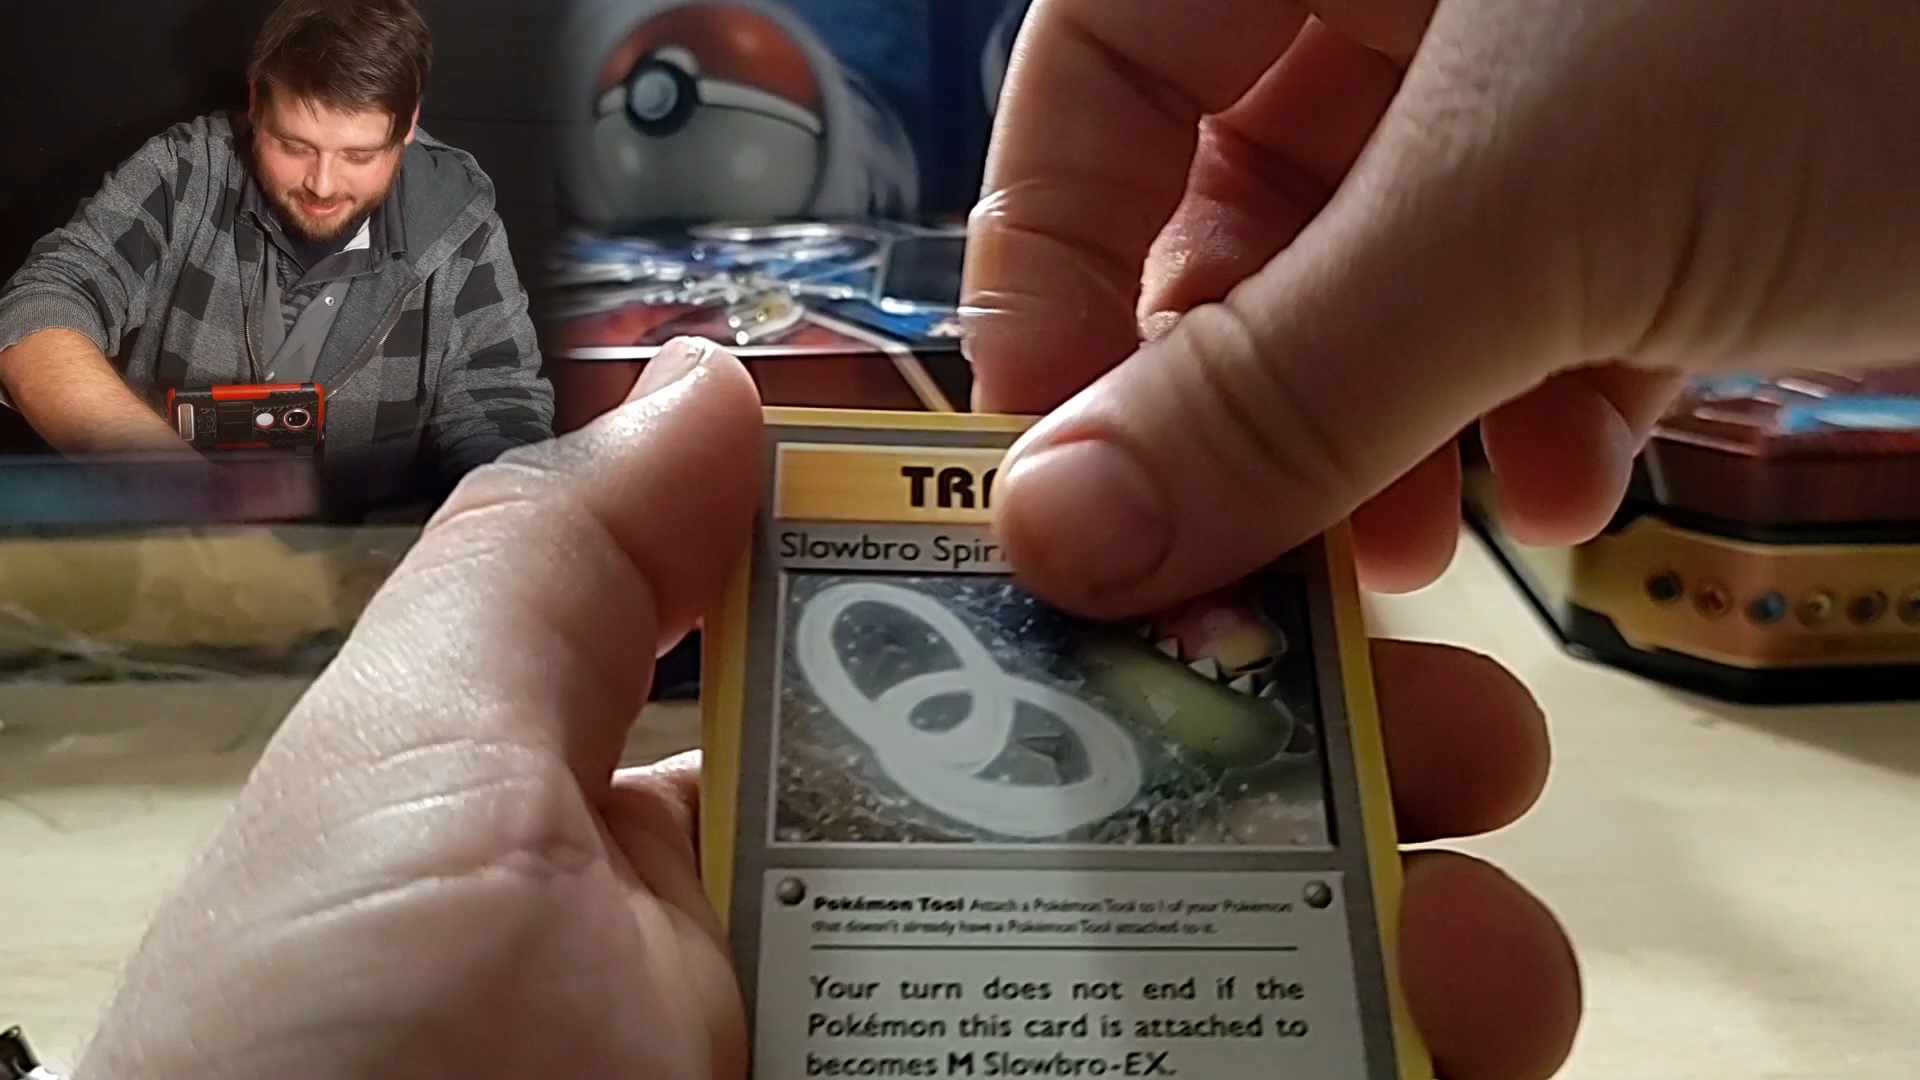 TRA
Slowbro Spiri
Pokémon Tool Attach a Pokémon Tool to 1 of your Pokémon
that doesn't already have a Pokémon Tool attached to it.
Your turn does not end if the
Pokémon this card is attached to
becomes M Slowbro-EX.